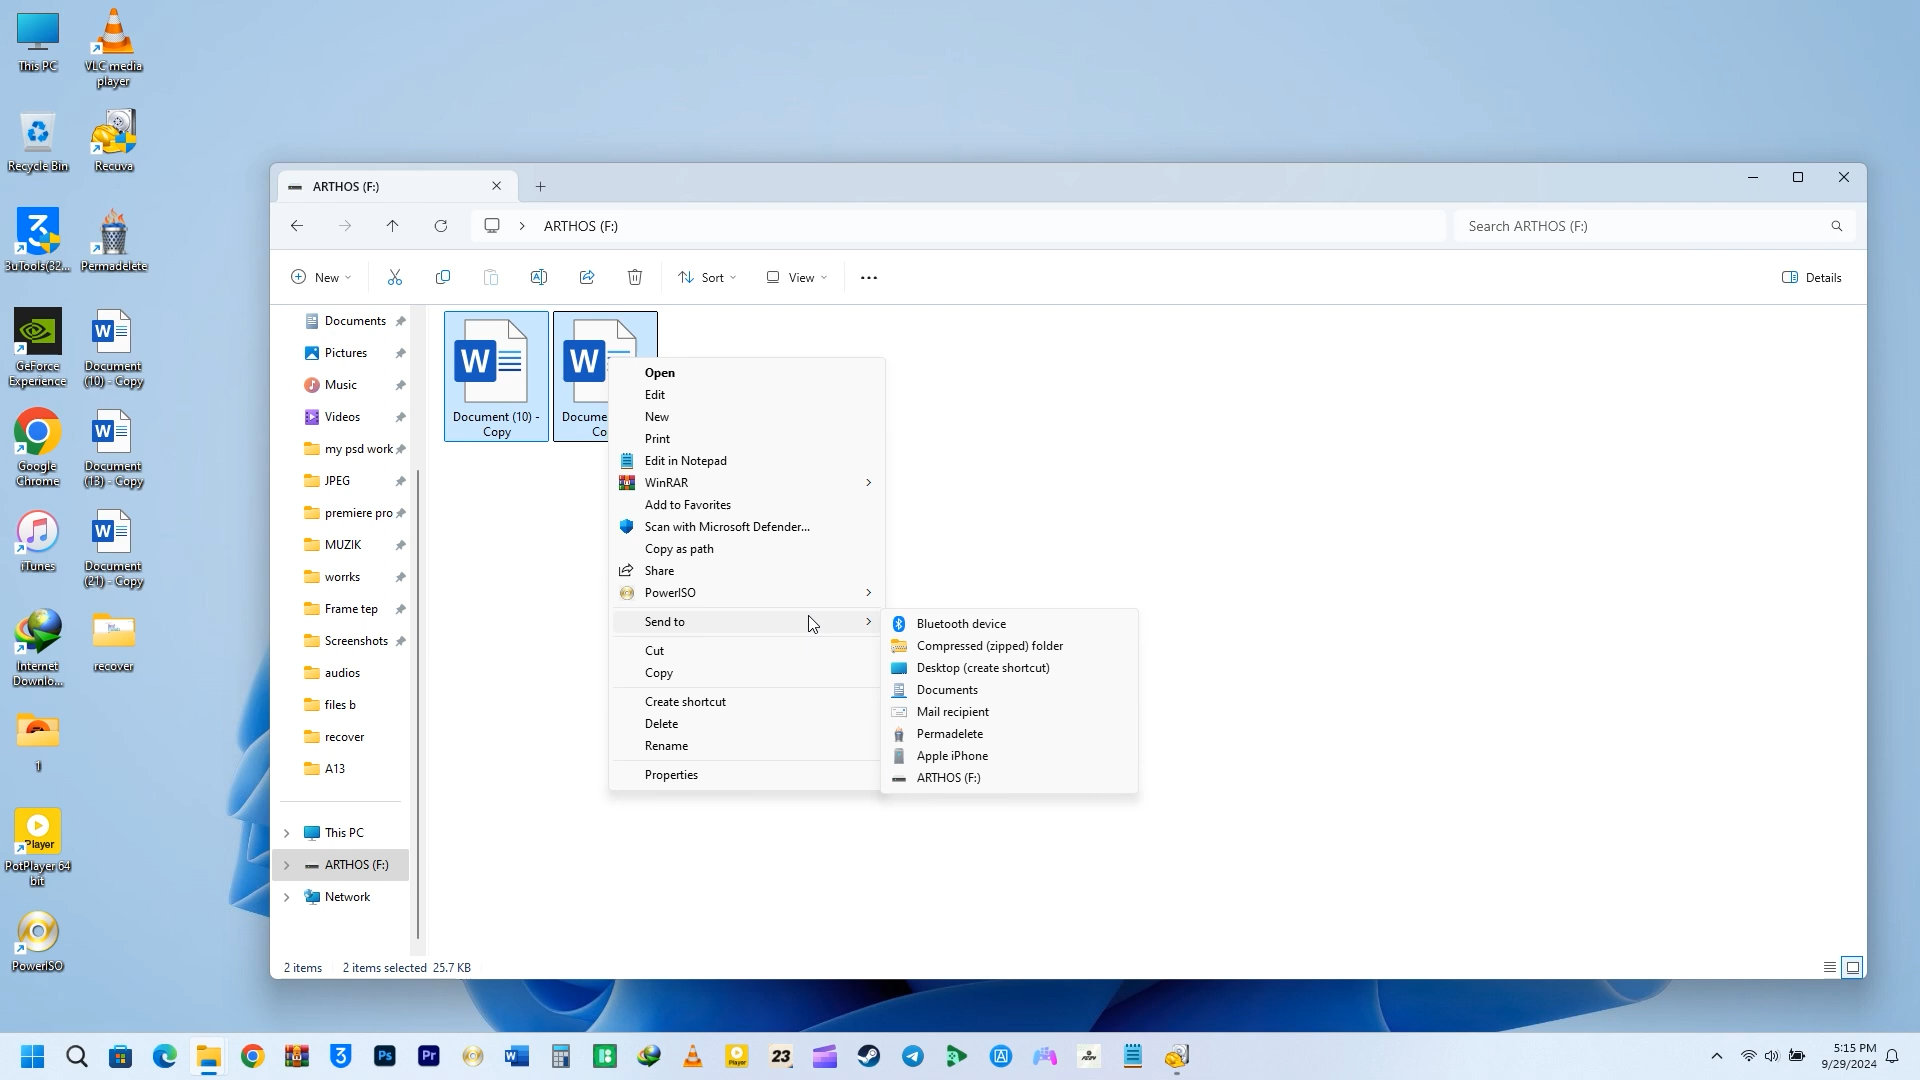 This PC
VLC media
player
Recycle Bin
Recuva
3uTools(32...
Permadelete
GeForce
Experience
Document
(10) - Copy
Google
Chrome
Document
(13) - Copy
iTunes
Document
(21) - Copy
Internet
Downlo...
recover
1
Player
PotPlayer 64
bit
PowerISO
ARTHOS (F:)
ARTHOS (F:)
Search ARTHOS (F:)
New
Sort
View
Details
Documents
Pictures
Music
Videos
my psd work
JPEG
premiere pro
MUZIK
worrks
Frame tep
Screenshots
audios
files b
recover
A13
This PC
ARTHOS (F:)
Network
W
Document (10) -
Copy
W
Docume
Co
Open
Edit
New
Print
Edit in Notepad
WinRAR
Add to Favorites
Scan with Microsoft Defender...
Copy as path
Share
PowerISO
Send to
Cut
Copy
Create shortcut
Delete
Rename
Properties
Bluetooth device
Compressed (zipped) folder
Desktop (create shortcut)
Documents
Mail recipient
Permadelete
Apple iPhone
ARTHOS (F:)
2 items
2 items selected 25.7 KB
Ps
Pr
Player
23
5:15 PM
9/29/2024